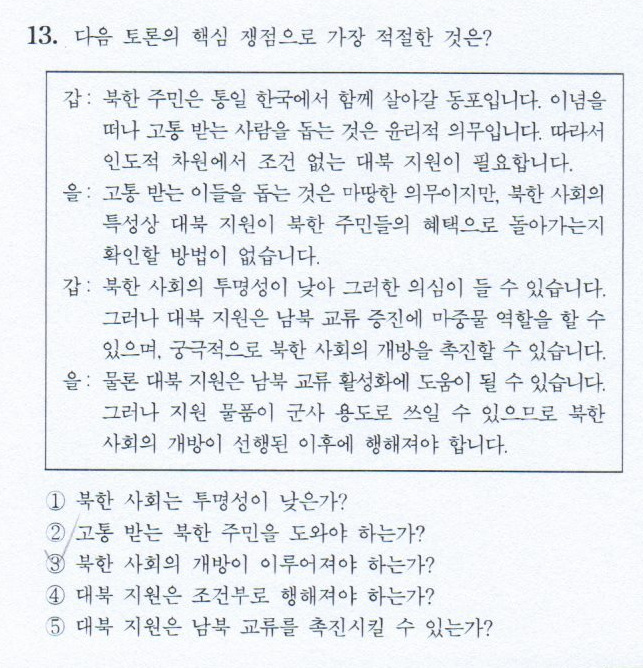 13. 다음 토론의 핵심 쟁점으로 가장 적절한 것은?
갑: 북한 주민은 통일 한국에서 함께 살아갈 동포입니다. 이념을
떠나 고통 받는 사람을 돕는 것은 윤리적 의무입니다. 따라서
인도적 차원에서 조건 없는 대북 지원이 필요합니다.
을: 고통 받는 이들을 돕는 것은 마땅한 의무이지만, 북한 사회의
특성상 대북 지원이 북한 주민들의 혜택으로 돌아가는지
확인할 방법이 없습니다.
갑: 북한 사회의 투명성이 낮아 그러한 의심이 들 수 있습니다.
그러나 대북 지원은 남북 교류 증진에 마중물 역할을 할 수
있으며, 궁극적으로 북한 사회의 개방을 촉진할 수 있습니다.
을: 물론 대북 지원은 남북 교류 활성화에 도움이 될 수 있습니다.
그러나 지원 물품이 군사 용도로 쓰일 수 있으므로 북한
사회의 개방이 선행된 이후에 행해져야 합니다.
① 북한 사회는 투명성이 낮은가?
② 고통 받는 북한 주민을 도와야 하는가?
③ 북한 사회의 개방이 이루어져야 하는가?
④ 대북 지원은 조건부로 행해져야 하는가?
⑤ 대북 지원은 남북 교류를 촉진시킬 수 있는가?